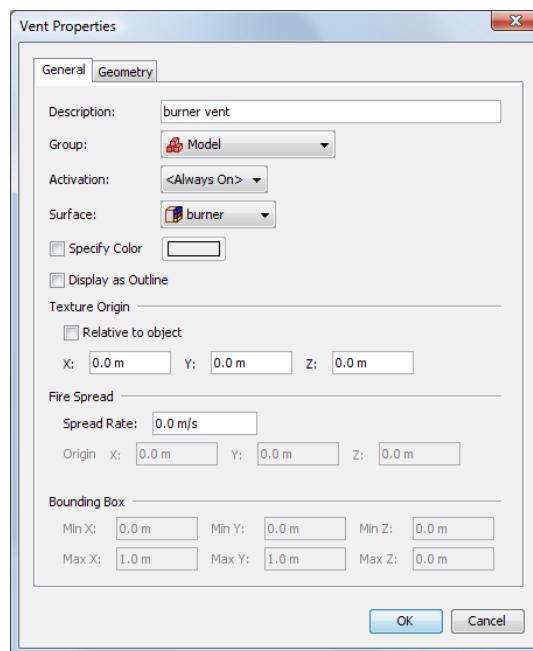 Vent Properties
General Geometry
Description: burner vent
Group: Model
Activation: <Always On>
Surface: burner
Specify Color
Display as Outline
Texture Origin
Relative to object
X: 0.0 m Y: 0.0 m Z: 0.0 m
Fire Spread
Spread Rate: 0.0 m/s
Origin X: 0.0 m Y: 0.0 m Z: 0.0 m
Bounding Box
Min X: 0.0 m Min Y: 0.0 m Min Z: 0.0 m
Max X: 1.0 m Max Y: 1.0 m Max Z: 0.0 m
OK Cancel